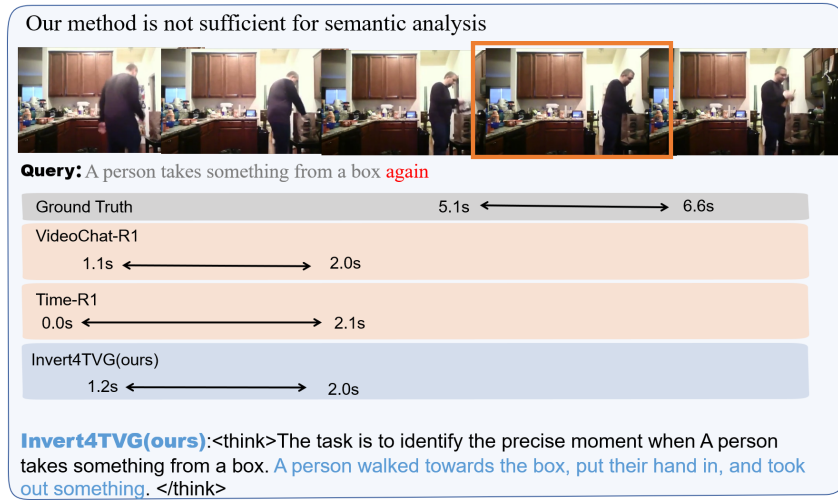 Our method is not sufficient for semantic analysis
Query: A person takes something from a box again
Ground Truth
5.1s 6.6s
VideoChat-R1
1.1s 2.0s
Time-R1
0.0s 2.1s
Invert4TVG(ours)
1.2s 2.0s
Invert4TVG(ours):<think>The task is to identify the precise moment when A person
takes something from a box. A person walked towards the box, put their hand in, and took
out something. </think>